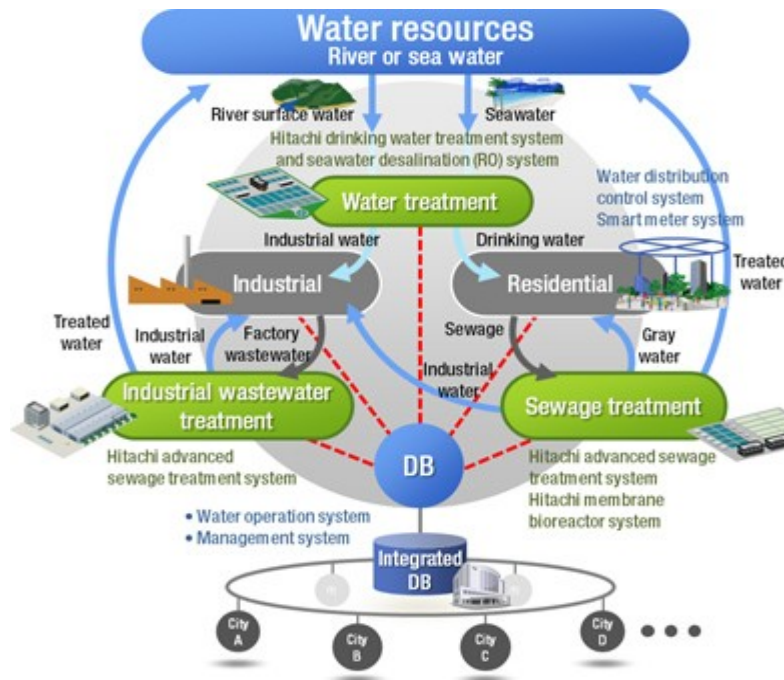 Water resources
River or sea water
River surface water
Seawater
Hitachi drinking water treatment system
and seawater desalination (RO) system
Water treatment
Water distribution
control system
Smart meter system
Industrial water
Drinking water
Industrial
Residential
Treated
water
Treated
water
Industrial
water
Factory
wastewater
Sewage
Gray
water
Industrial
water
Industrial wastewater
treatment
Sewage treatment
Hitachi advanced
sewage treatment system
DB
Hitachi advanced sewage
treatment system
Hitachi membrane
bioreactor system
• Water operation system
• Management system
Integrated
DB
City
A
City
B
City
C
City
D